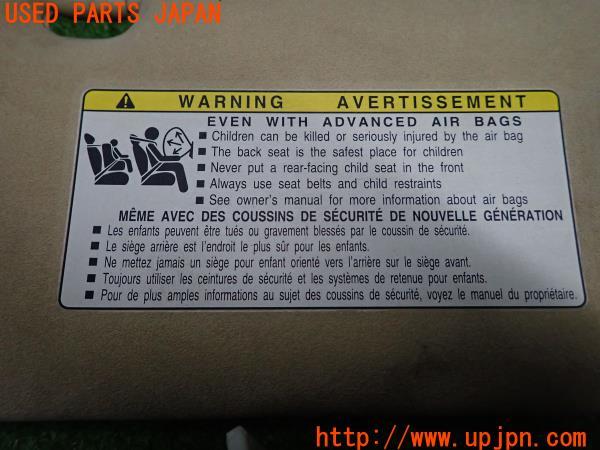 USED PARTS JAPAN
WARNING AVERTISSEMENT
EVEN WITH ADVANCED AIR BAGS
■ Children can be killed or seriously injured by the air bag
■ The back seat is the safest place for children
■ Never put a rear-facing child seat in the front
■ Always use seat belts and child restraints
■ See owner's manual for more information about air bags
MÊME AVEC DES COUSSINS DE SÉCURITÉ DE NOUVELLE GÉNÉRATION
■ Les enfants peuvent être tués ou gravement blessés par le coussin de sécurité.
■ Le siège arrière est l'endroit le plus sûr pour les enfants.
■ Ne mettez jamais un siège pour enfant orienté vers l'arrière sur le siège avant.
■ Toujours utiliser les ceintures de sécurité et les systèmes de retenue pour enfants.
■ Pour de plus amples informations au sujet des coussins de sécurité, voyez le manuel du propriétaire.
http://www.upjpn.com/